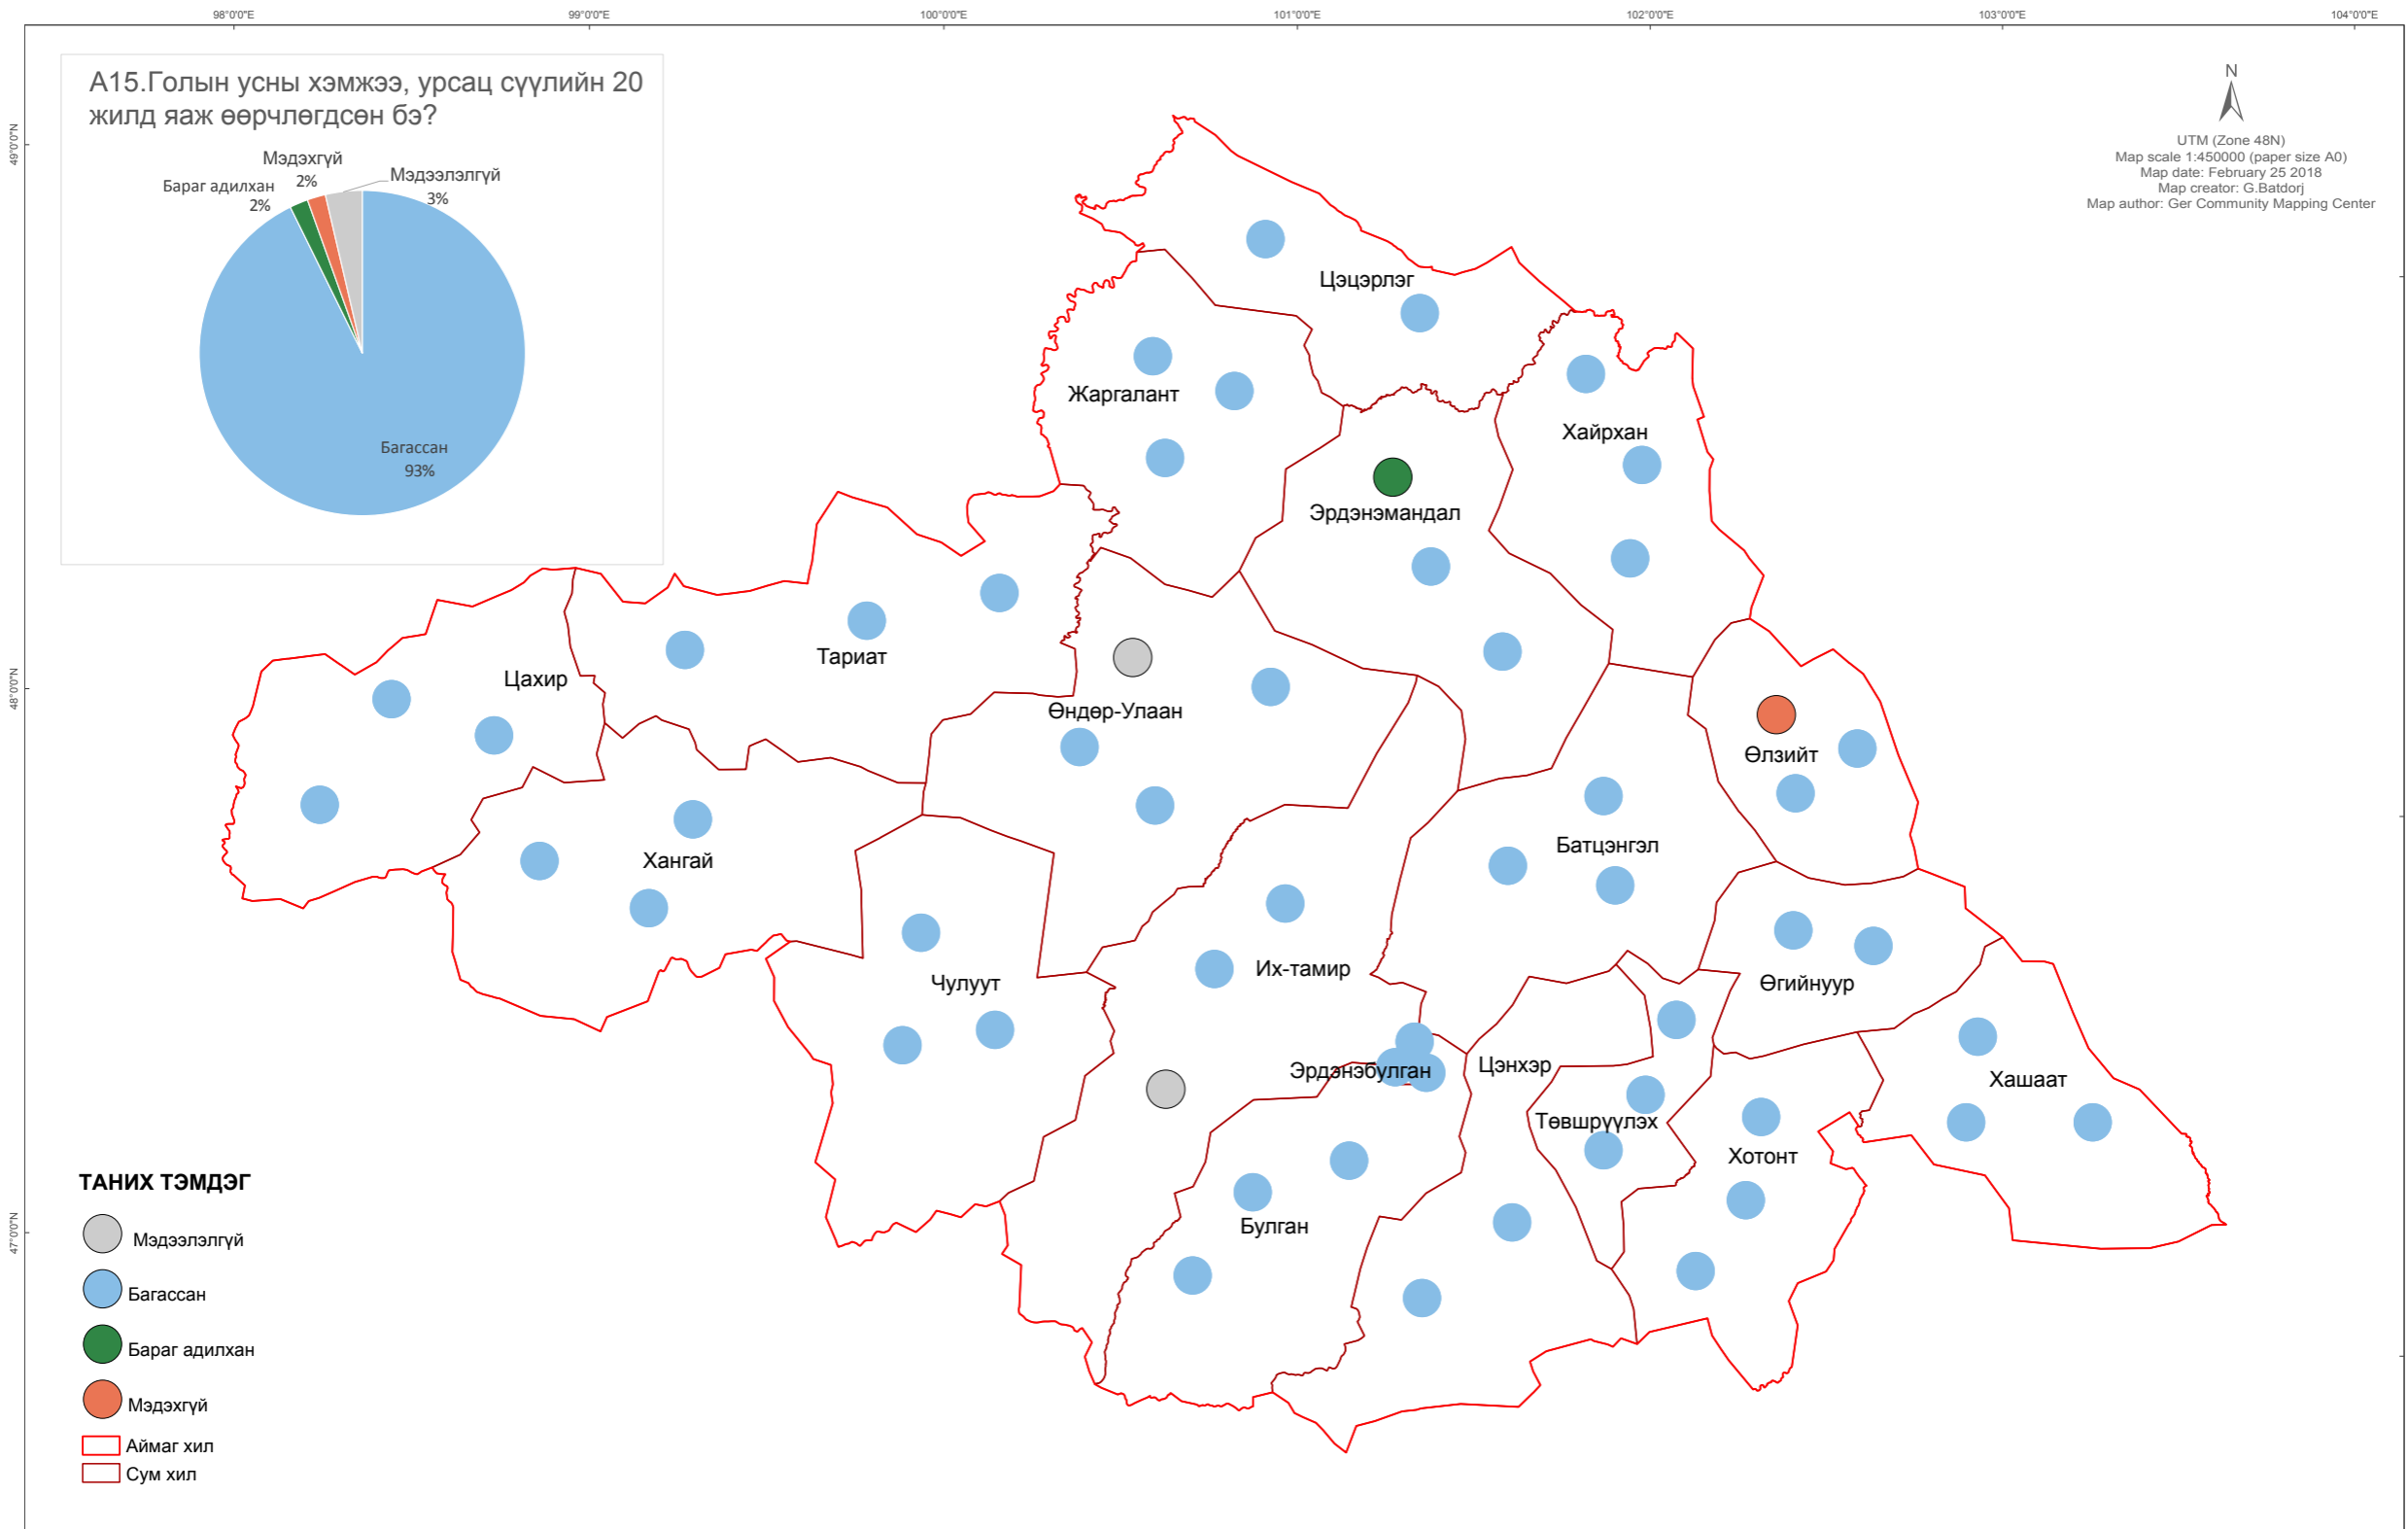 98°0'0"E
99°0'0"E
100°0'0"E
101°0'0"E
102°0'0"E
103°0'0"E
104°0'0"E
49°0'0"N
48°0'0"N
47°0'0"N
А15.Голын усны хэмжээ, урсац сүүлийн 20
жилд яаж өөрчлөгдсөн бэ?
Мэдэхгүй
2%
Мэдээлэлгүй
3%
Бараг адилхан
2%
Багассан
93%
N
UTM (Zone 48N)
Map scale 1:450000 (paper size A0)
Map date: February 25 2018
Map creator: G.Batdorj
Map author: Ger Community Mapping Center
Цэцэрлэг
Жаргалант
Хайрхан
Эрдэнэмандал
Тариат
Цахир
Өндөр-Улаан
Өлзийт
Батцэнгэл
Хангай
Их-тамир
Чулуут
Өгийнуур
Эрдэнэбулган
Цэнхэр
Хашаат
Төвшрүүлэх
Хотонт
Булган
ТАНИХ ТЭМДЭГ
Мэдээлэлгүй
Багассан
Бараг адилхан
Мэдэхгүй
Аймаг хил
Сум хил